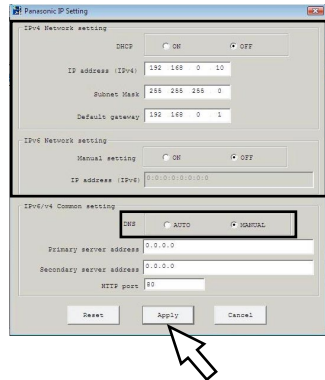 Panasonic IP Setting
IPv4 Network setting
DHCP ON OFF
IP address (IPv4) 192 168 0 10
Subnet Mask 255 255 255 0
Default gateway 192 168 0 1
IPv6 Network setting
Manual setting ON OFF
IP address (IPv6) 0:0:0:0:0:0:0:0
IPv6/v4 Common setting
DNS AUTO MANUAL
Primary server address 0.0.0.0
Secondary server address 0.0.0.0
HTTP port 80
Reset Apply Cancel